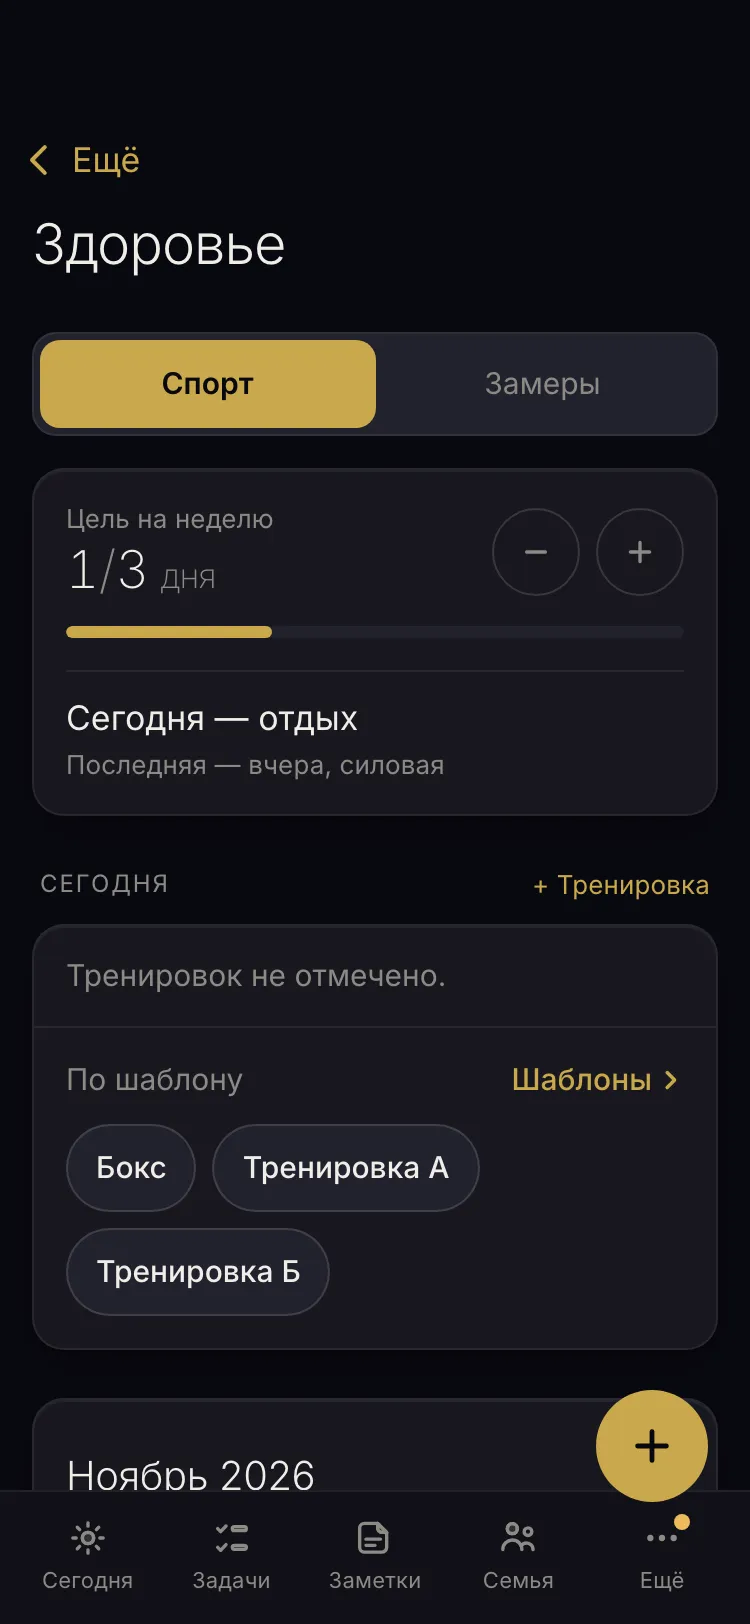 Ещё
Здоровье
Спорт
Замеры
Цель на неделю
1/3 дня
Сегодня — отдых
Последняя — вчера, силовая
СЕГОДНЯ
+ Тренировка
Тренировок не отмечено.
По шаблону
Шаблоны
Бокс
Тренировка А
Тренировка Б
Ноябрь 2026
Сегодня
Задачи
Заметки
Семья
Ещё